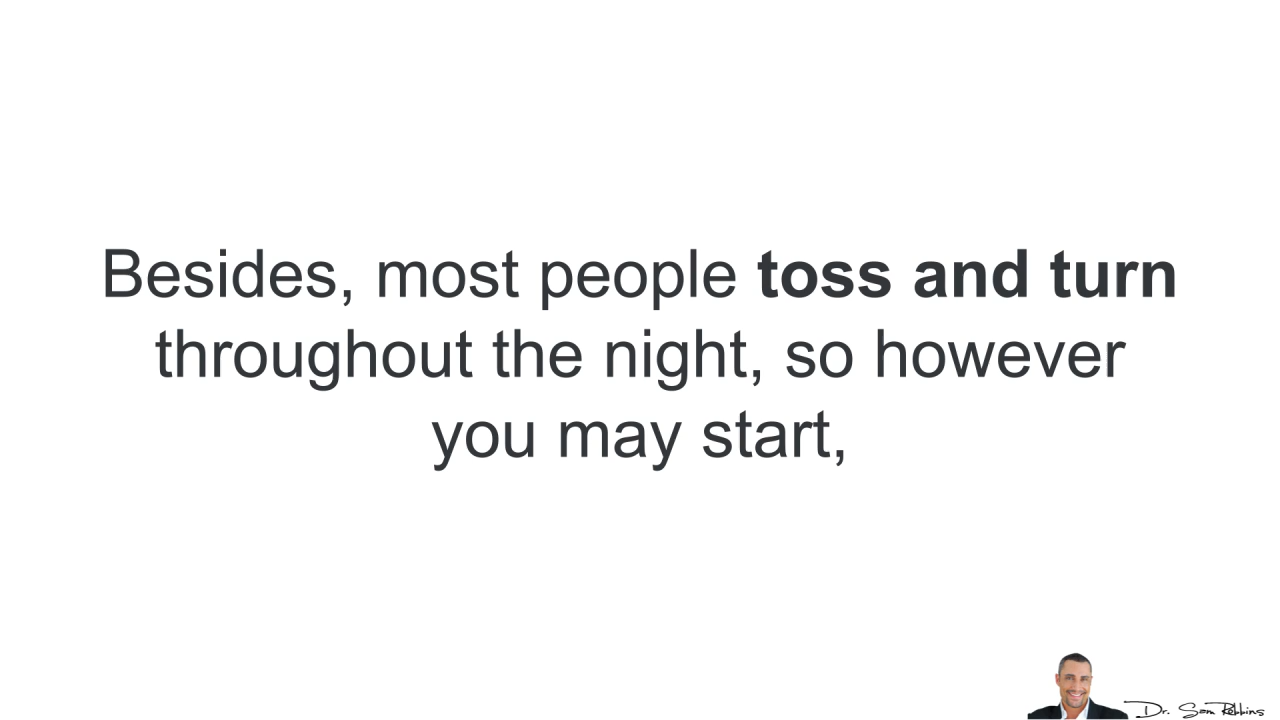 Besides, most people toss and turn
throughout the night, so however
you may start,
Dr. Sam Robbins